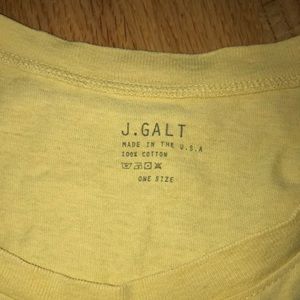 J.GALT
MADE IN THE U.S.A
100% COTTON
ONE SIZE